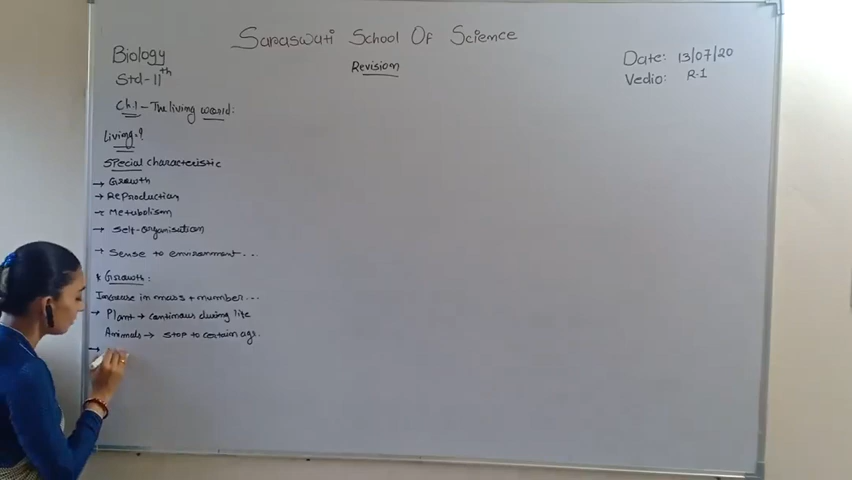 Saraswati School Of Science
Biology
Std-11th
Revision
Date: 13/07/20
Vedio: R-1
Ch.1 - The living world:
Living?
Special characteristic
→ Growth
→ Reproduction
→ Metabolism
→ Self-organisation
→ Sense to environment...
* Growth:
Increase in mass + number...
→ Plant → continous during life
Animals → stop to certain age.
→